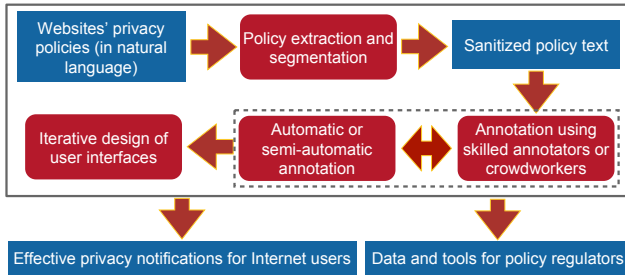 Websites' privacy
policies (in natural
language)
Policy extraction and
segmentation
Sanitized policy text
Iterative design of
user interfaces
Automatic or
semi-automatic
annotation
Annotation using
skilled annotators or
crowdworkers
Effective privacy notifications for Internet users
Data and tools for policy regulators